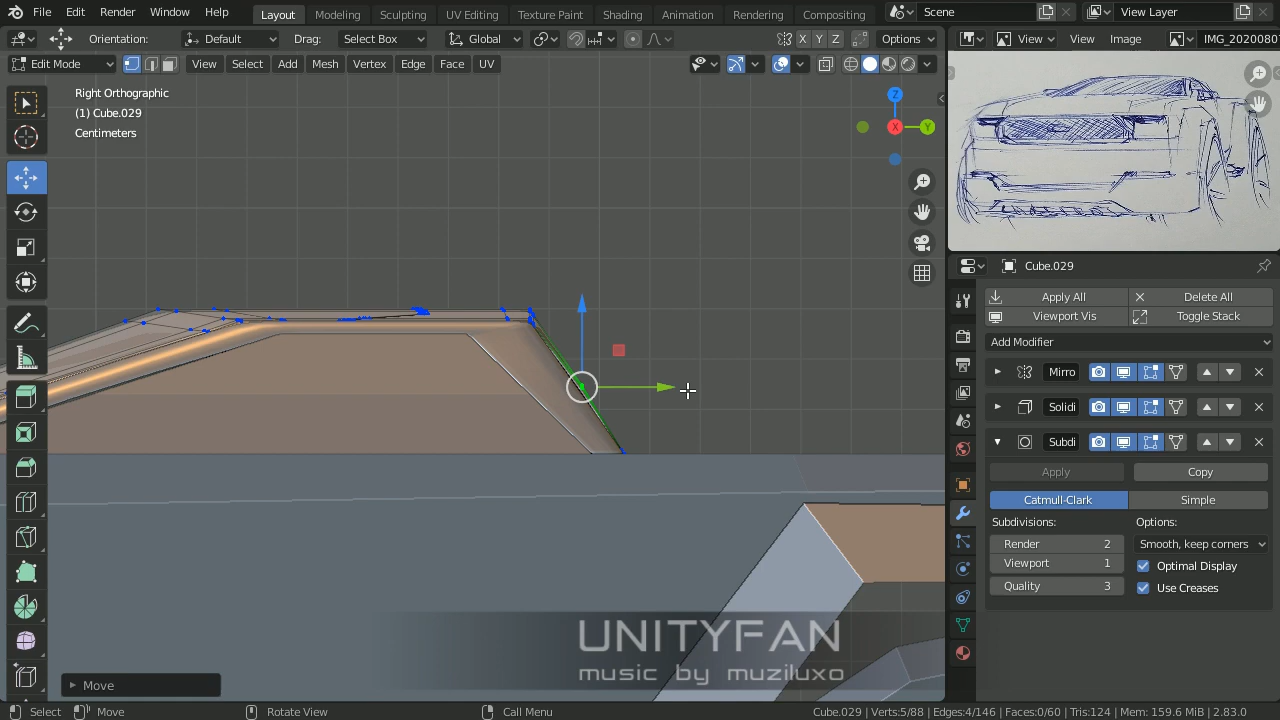 File Edit Render Window Help Layout Modeling Sculpting UV Editing Texture Paint Shading Animation Rendering Compositing Scene View Layer
Orientation: Default Drag: Select Box Global X Y Z Options View View Image IMG_2020080
Edit Mode View Select Add Mesh Vertex Edge Face UV
Right Orthographic
(1) Cube.029
Centimeters
Z
X
Y
Cube.029
Apply All Delete All
Viewport Vis Toggle Stack
Add Modifier
Mirro
Solidi
Subdi
Apply Copy
Catmull-Clark Simple
Subdivisions: Options:
Render 2 Smooth, keep corners
Viewport 1 Optimal Display
Quality 3 Use Creases
UNITYFAN
music by muziluxo
Move
Select Move Rotate View Call Menu Cube.029 | Verts:5/88 | Edges:4/146 | Faces:0/60 | Tris:124 | Mem: 159.6 MiB | 2.83.0